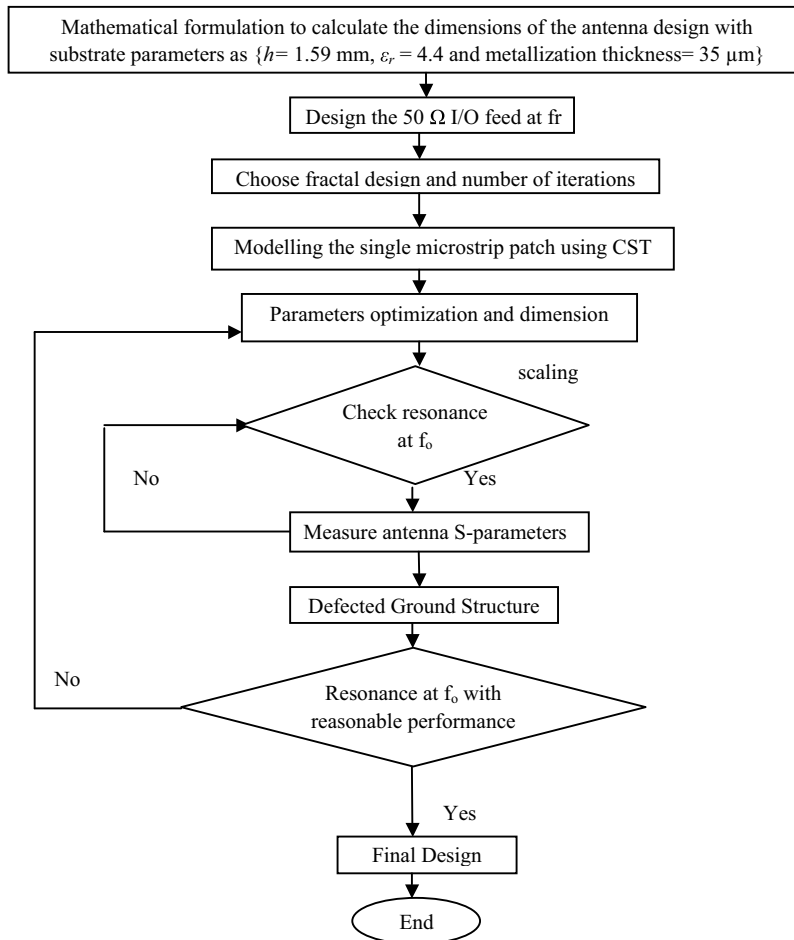 Mathematical formulation to calculate the dimensions of the antenna design with
substrate parameters as {h= 1.59 mm, εr = 4.4 and metallization thickness= 35 µm}
Design the 50 Ω I/O feed at fr
Choose fractal design and number of iterations
Modelling the single microstrip patch using CST
Parameters optimization and dimension
scaling
Check resonance
at fo
No
Yes
Measure antenna S-parameters
Defected Ground Structure
No
Resonance at fo with
reasonable performance
Yes
Final Design
End